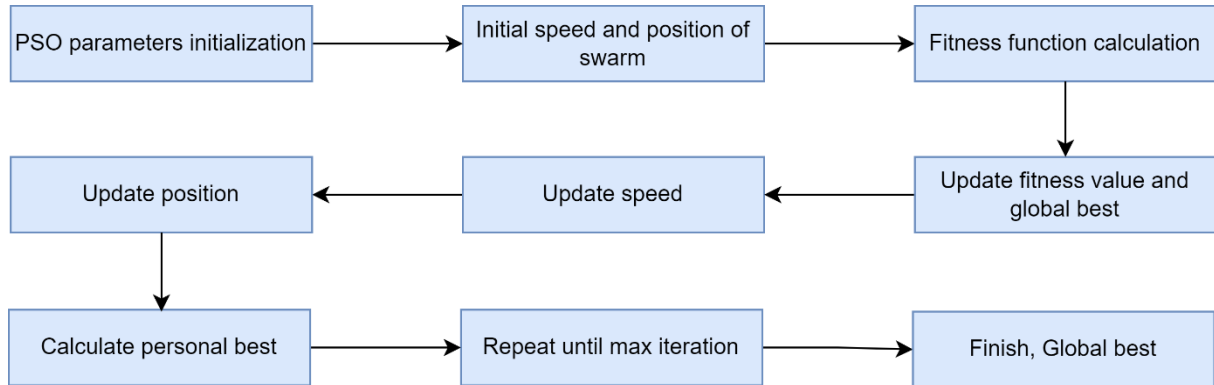 PSO parameters initialization
Initial speed and position of
swarm
Fitness function calculation
Update fitness value and
global best
Update speed
Update position
Calculate personal best
Repeat until max iteration
Finish, Global best